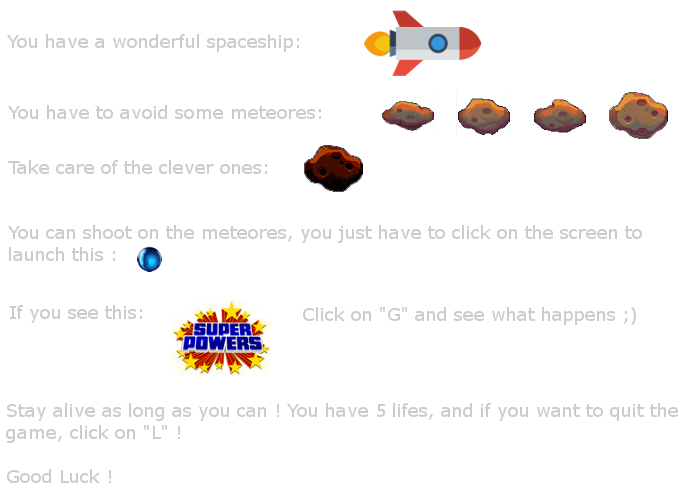 You have a wonderful spaceship:
You have to avoid some meteores:
Take care of the clever ones:
You can shoot on the meteores, you just have to click on the screen to
launch this :
If you see this:
SUPER
POWERS
Click on "G" and see what happens ;)
Stay alive as long as you can ! You have 5 lifes, and if you want to quit the
game, click on "L" !
Good Luck !